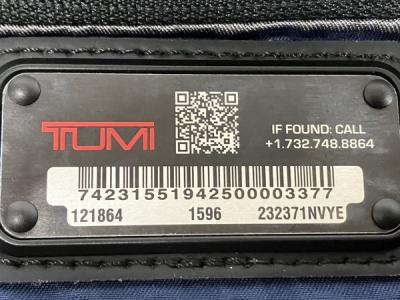 TUMI
IF FOUND: CALL
+1.732.748.8864
74231551942500003377
121864 1596 232371NVYE